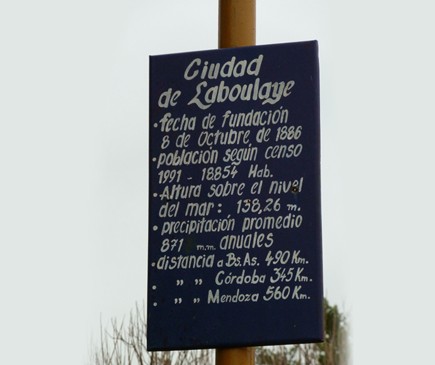 Ciudad
de Laboulaye
• fecha de fundación
8 de Octubre de 1886
• población según censo
1991 - 18.854 Hab.
• Altura sobre el nivel
del mar: 138,26 m.
• precipitación promedio
871 m.m. anuales
• distancia a Bs. As. 490 Km.
• " " Córdoba 345 Km.
• " " Mendoza 560 Km.